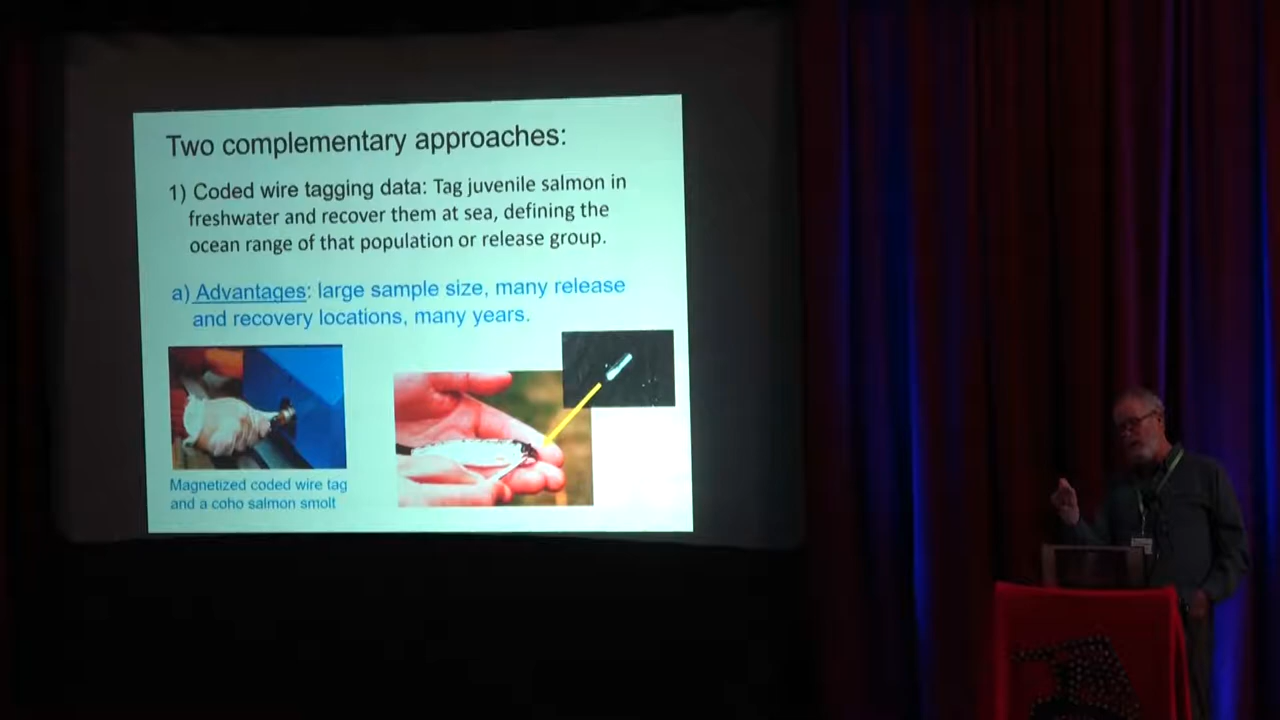 Two complementary approaches:
1) Coded wire tagging data: Tag juvenile salmon in
freshwater and recover them at sea, defining the
ocean range of that population or release group.
a) Advantages: large sample size, many release
and recovery locations, many years.
Magnetized coded wire tag
and a coho salmon smolt